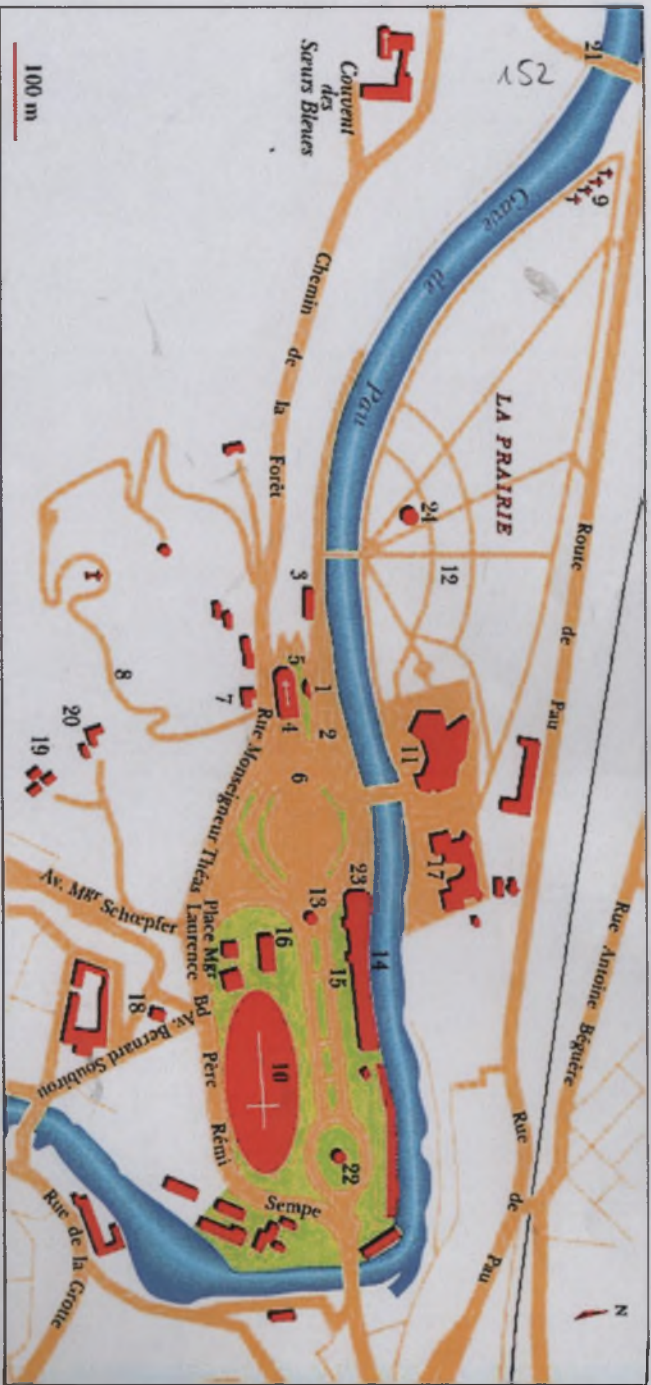 152
21
9
Couvent
des
Sœurs Bleues
Gave de Pau
LA PRAIRIE
Route de Pau
Rue Antoine Béguère
Rue de Pau
N
Chemin de la Forêt
24
12
3
5
1
2
4
7
8
6
11
17
20
19
Rue Monseigneur Théas
Av. Mgr Schœpfer
Place Mgr
Laurence
13
23
14
15
16
10
18
22
Bd Père Rémi Sempe
Av. Bernard Soubirou
Rue de la Grotte
100 m